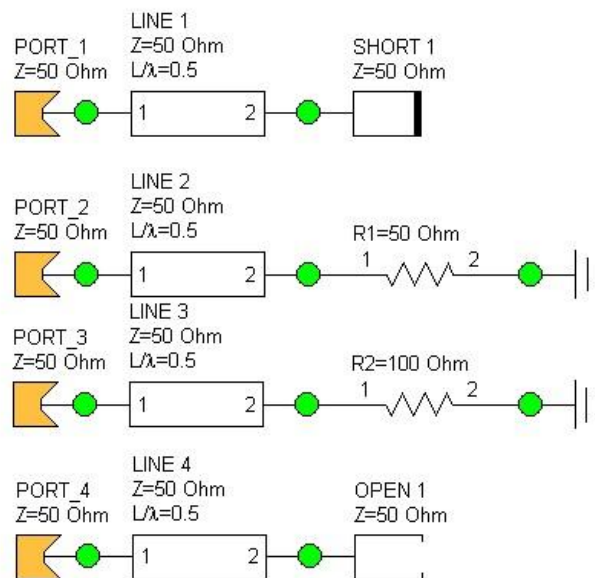 LINE 1
PORT_1
Z=50 Ohm
SHORT 1
Z=50 Ohm
L/λ=0.5
Z=50 Ohm
1
2
LINE 2
PORT_2
Z=50 Ohm
Z=50 Ohm
L/λ=0.5
R1=50 Ohm
1
2
1
2
LINE 3
PORT_3
Z=50 Ohm
Z=50 Ohm
L/λ=0.5
R2=100 Ohm
1
2
1
2
LINE 4
PORT_4
Z=50 Ohm
OPEN 1
Z=50 Ohm
L/λ=0.5
Z=50 Ohm
1
2